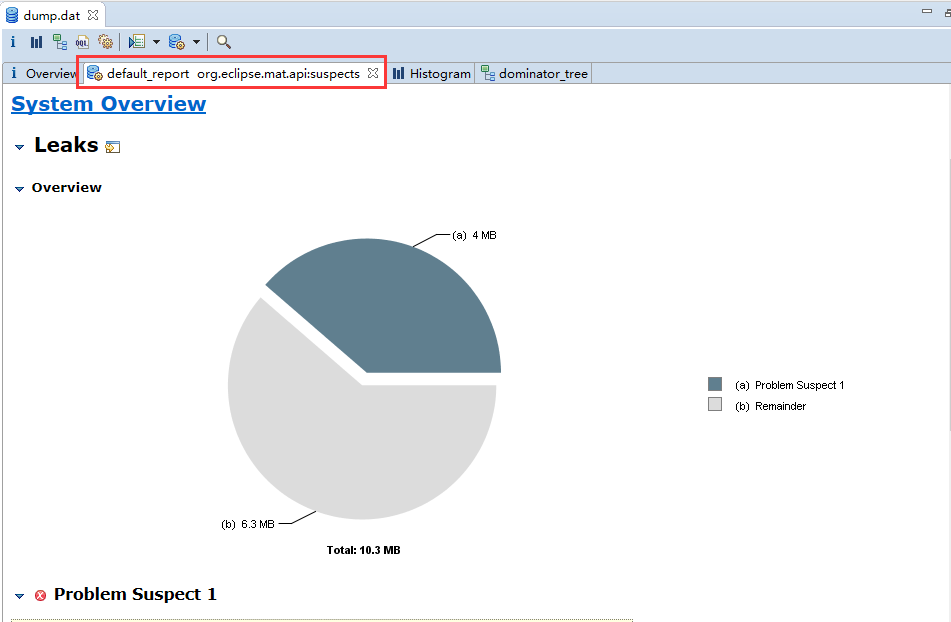 dump.dat
i OQL
i Overview default_report org.eclipse.mat.api:suspects Histogram dominator_tree
System Overview
Leaks
Overview
(a) 4 MB
(a) Problem Suspect 1
(b) Remainder
(b) 6.3 MB
Total: 10.3 MB
Problem Suspect 1